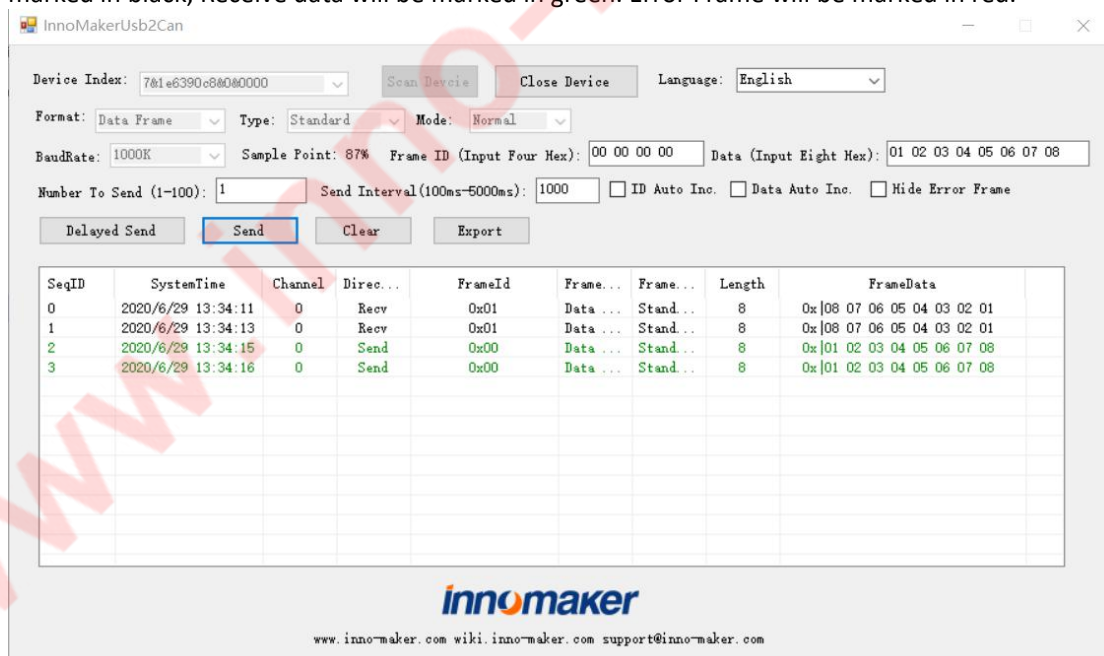 marked in black, Receive data will be marked in green. Error Frame will be marked in red.
InnoMakerUsb2Can
Device Index: 7&1e6390c8&0&0000 Scan Devcie Close Device Language: English
Format: Data Frame Type: Standard Mode: Normal
BaudRate: 1000K Sample Point: 87% Frame ID (Input Four Hex): 00 00 00 00 Data (Input Eight Hex): 01 02 03 04 05 06 07 08
Number To Send (1-100): 1 Send Interval(100ms-5000ms): 1000 ID Auto Inc. Data Auto Inc. Hide Error Frame
Delayed Send Send Clear Export
SeqID SystemTime Channel Direc... FrameId Frame... Frame... Length FrameData
0 2020/6/29 13:34:11 0 Recv 0x01 Data ... Stand... 8 0x|08 07 06 05 04 03 02 01
1 2020/6/29 13:34:13 0 Recv 0x01 Data ... Stand... 8 0x|08 07 06 05 04 03 02 01
2 2020/6/29 13:34:15 0 Send 0x00 Data ... Stand... 8 0x|01 02 03 04 05 06 07 08
3 2020/6/29 13:34:16 0 Send 0x00 Data ... Stand... 8 0x|01 02 03 04 05 06 07 08
innomaker
www.inno-maker.com wiki.inno-maker.com support@inno-maker.com
www.inno-